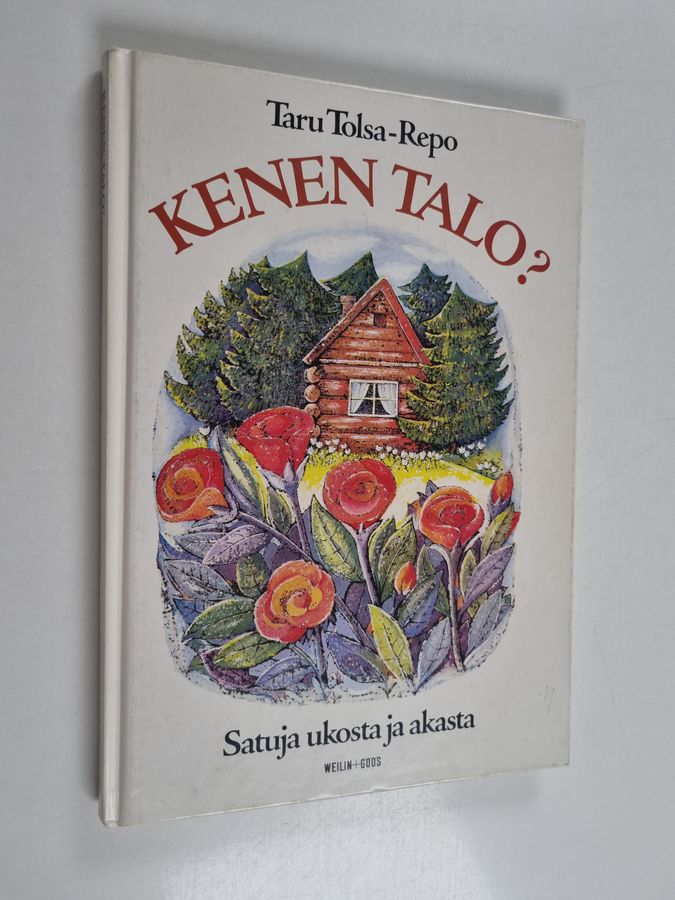 Taru Tolsa-Repo
KENEN TALO?
Satuja ukosta ja akasta
WEILIN+GÖÖS